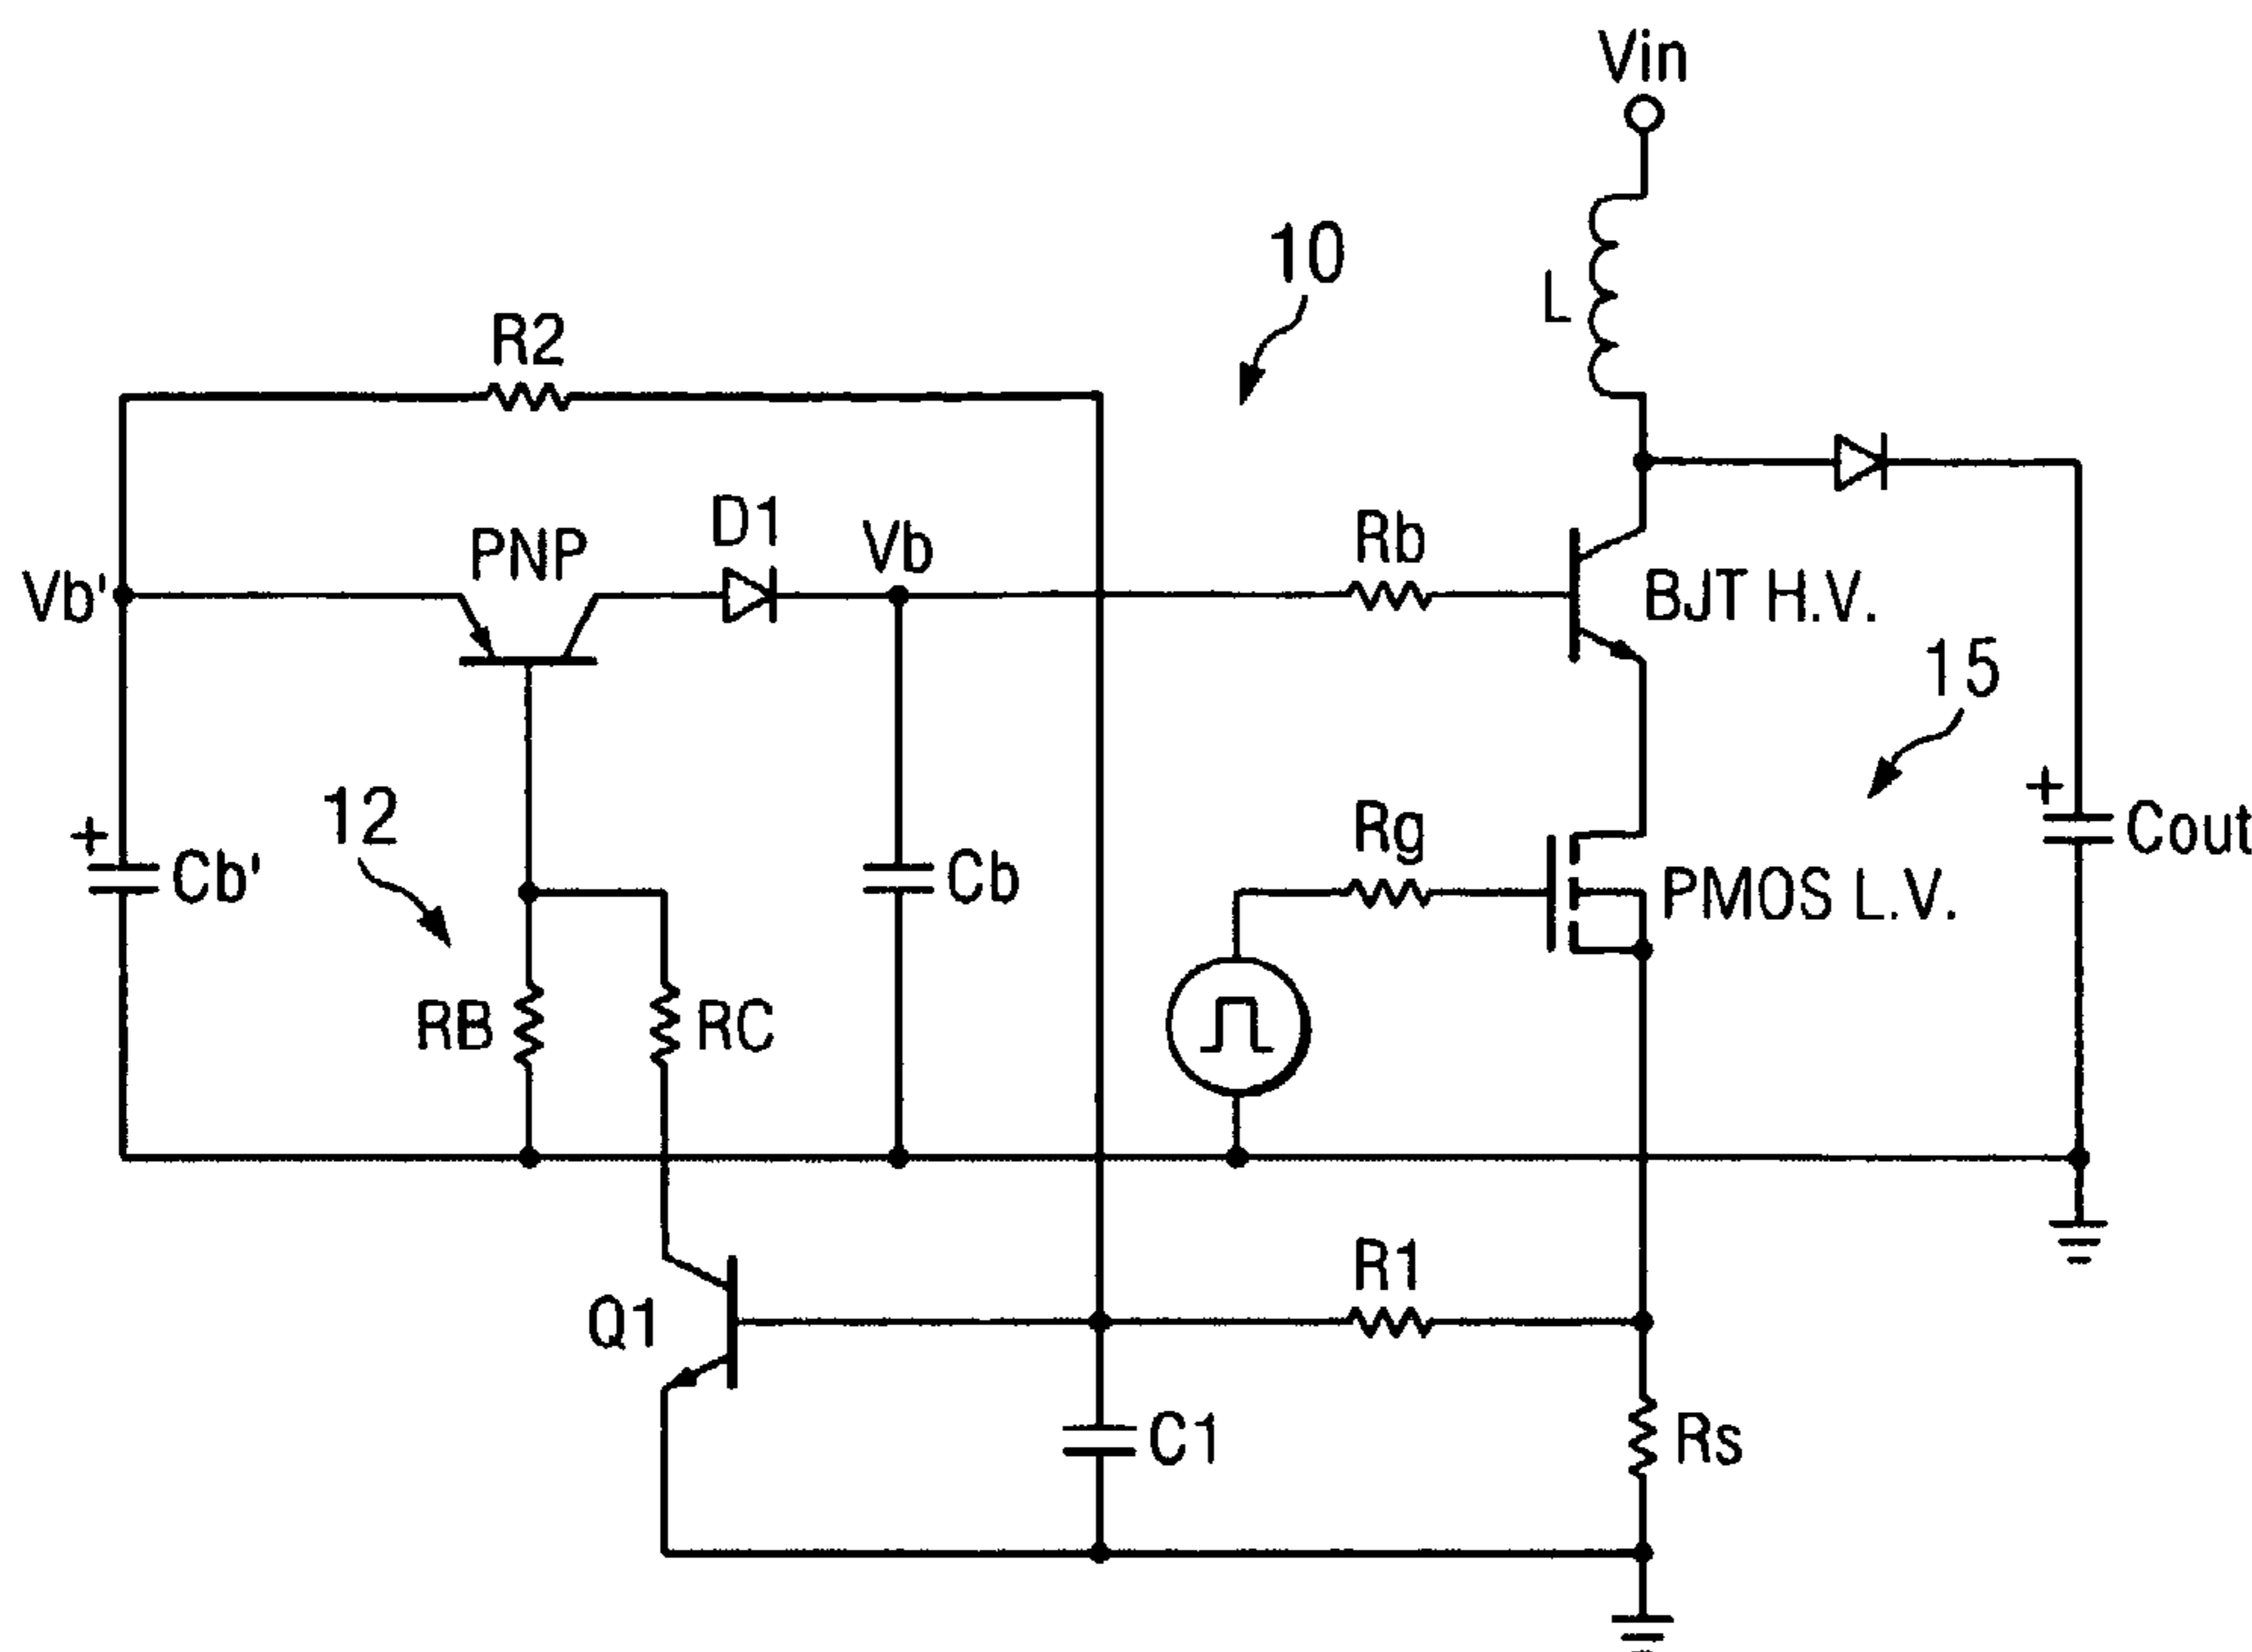 Vin
10
L
R2
PNP
D1
Vb
Rb
Vb'
BJT H.V.
15
12
+
Cb'
Cb
Rg
PMOS L.V.
+
Cout
RB
RC
R1
Q1
C1
Rs